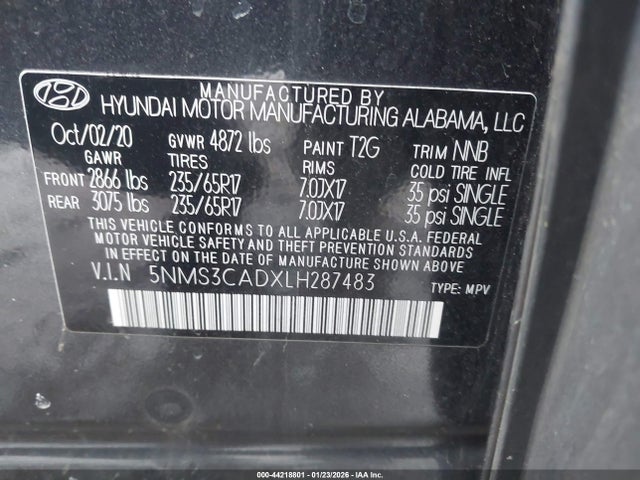 MANUFACTURED BY
HYUNDAI MOTOR MANUFACTURING ALABAMA, LLC
Oct/02/20 GVWR 4872 lbs PAINT T2G TRIM NNB
GAWR TIRES RIMS COLD TIRE INFL
FRONT 2866 lbs 235/65R17 7.0JX17 35 psi SINGLE
REAR 3075 lbs 235/65R17 7.0JX17 35 psi SINGLE
THIS VEHICLE CONFORMS TO ALL APPLICABLE U.S.A. FEDERAL
MOTOR VEHICLE SAFETY AND THEFT PREVENTION STANDARDS
IN EFFECT ON THE DATE OF MANUFACTURE SHOWN ABOVE.
V.I.N 5NMS3CADXLH287483 TYPE: MPV
000-44218801 - 01/23/2026 - IAA Inc.